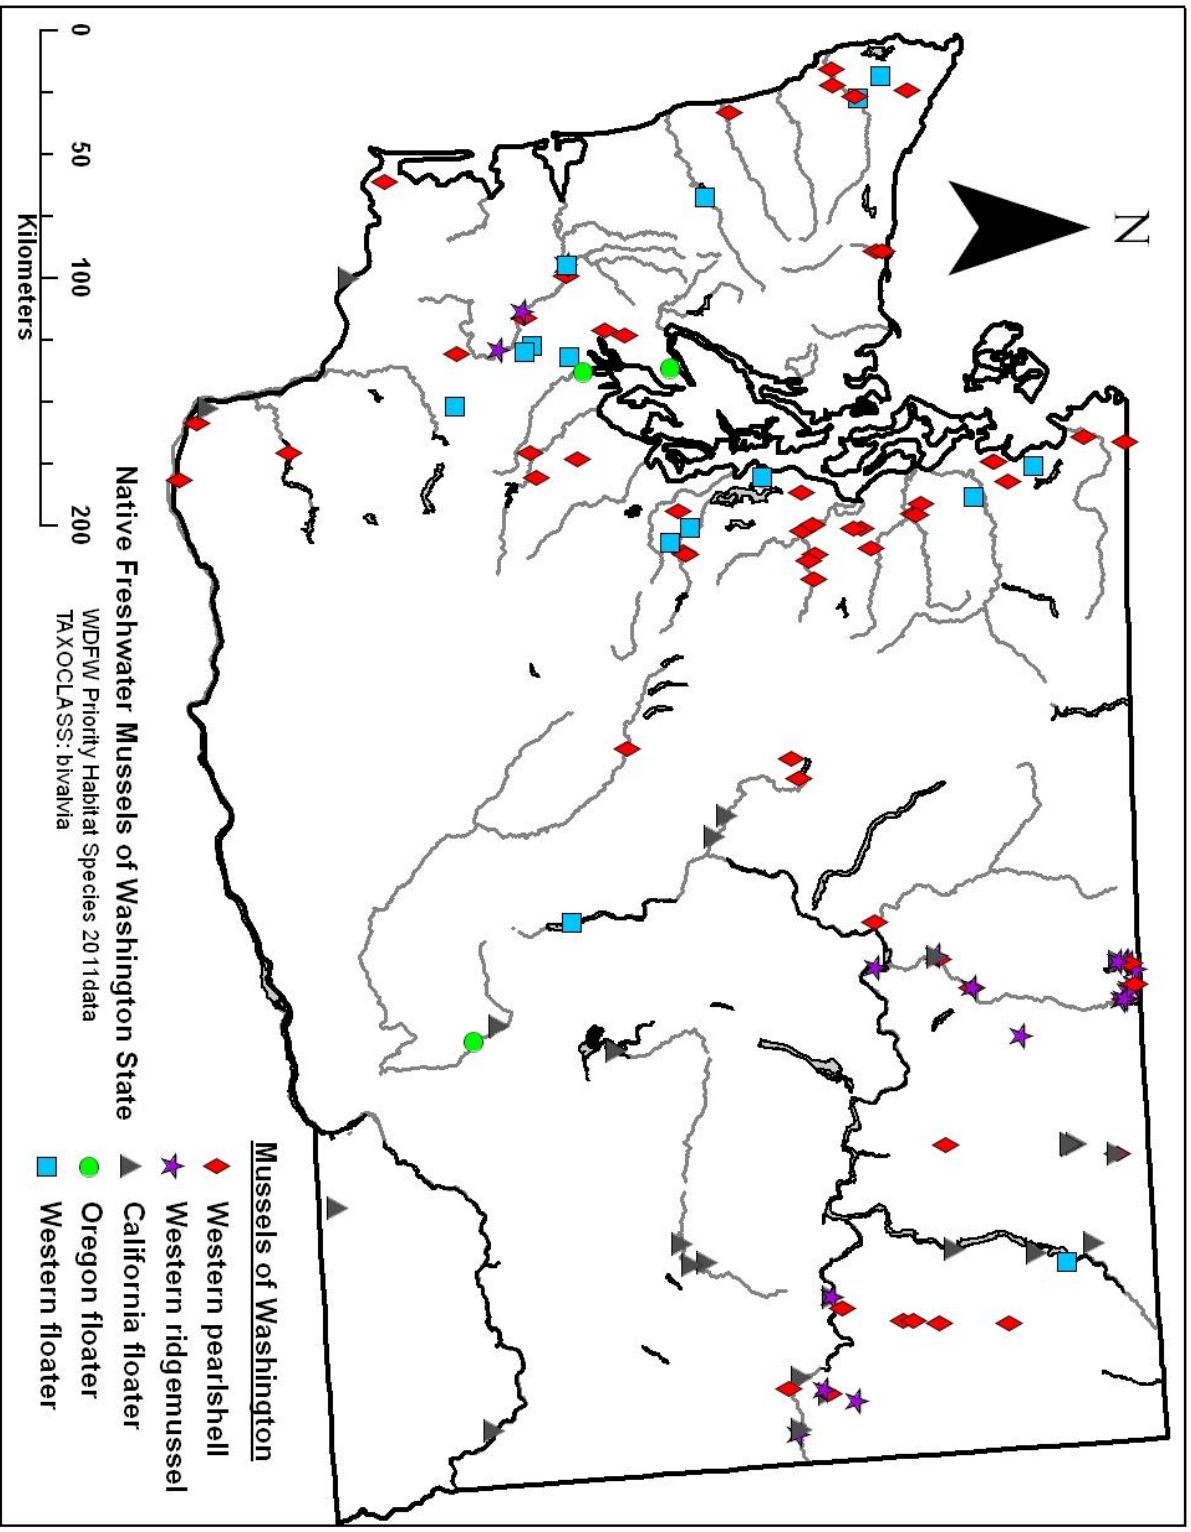 N
0 50 100 200
Kilometers
Native Freshwater Mussels of Washington State
WDFW Priority Habitat Species 2011data
TAXOCLASS: bivalvia
Mussels of Washington
Western pearlshell
Western ridgemussel
California floater
Oregon floater
Western floater